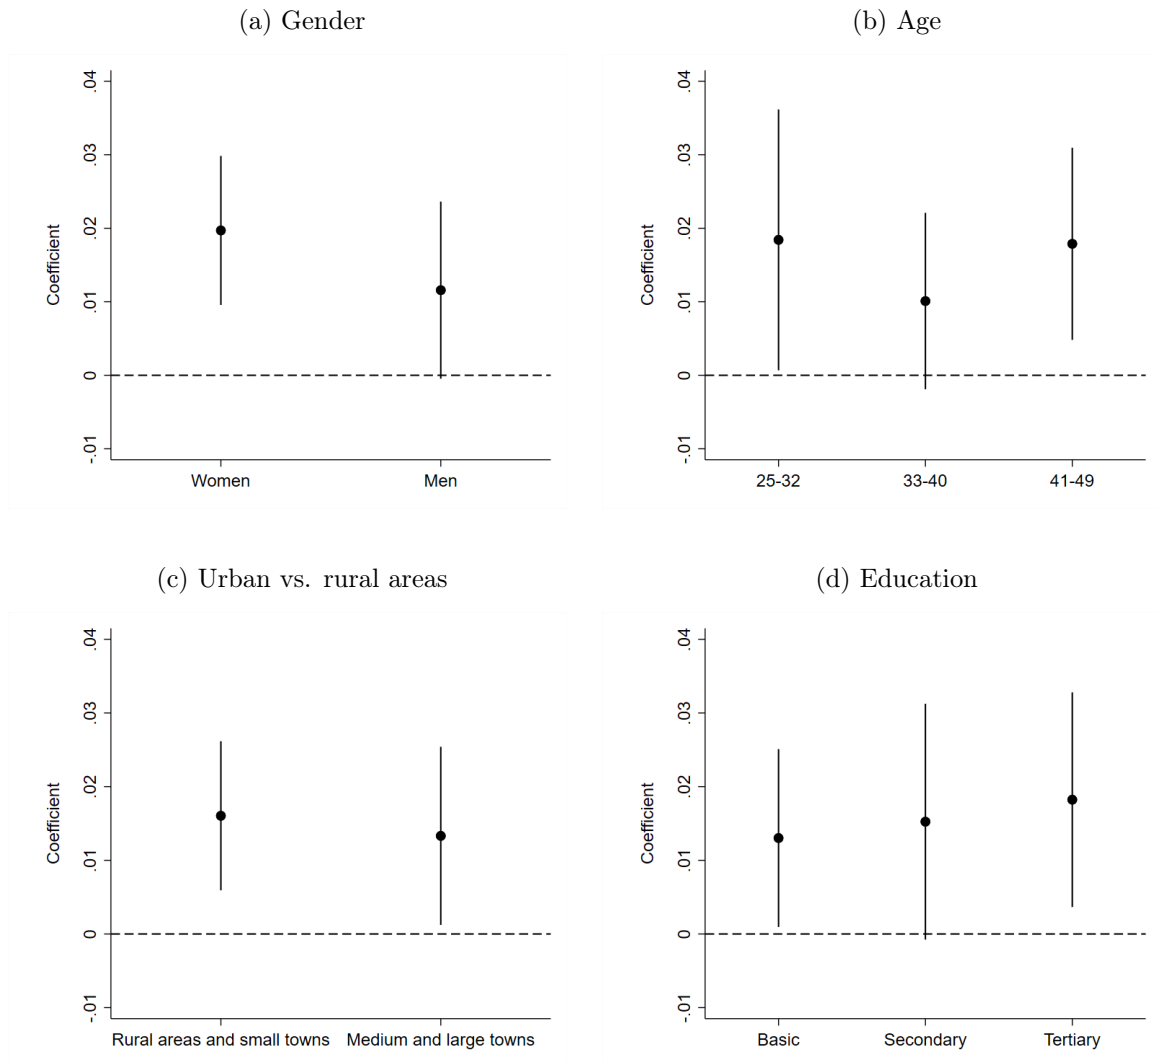 (a) Gender
Coefficient
.04
.03
.02
.01
0
-.01
Women Men
(b) Age
Coefficient
.04
.03
.02
.01
0
-.01
25-32 33-40 41-49
(c) Urban vs. rural areas
Coefficient
.04
.03
.02
.01
0
-.01
Rural areas and small towns Medium and large towns
(d) Education
Coefficient
.04
.03
.02
.01
0
-.01
Basic Secondary Tertiary